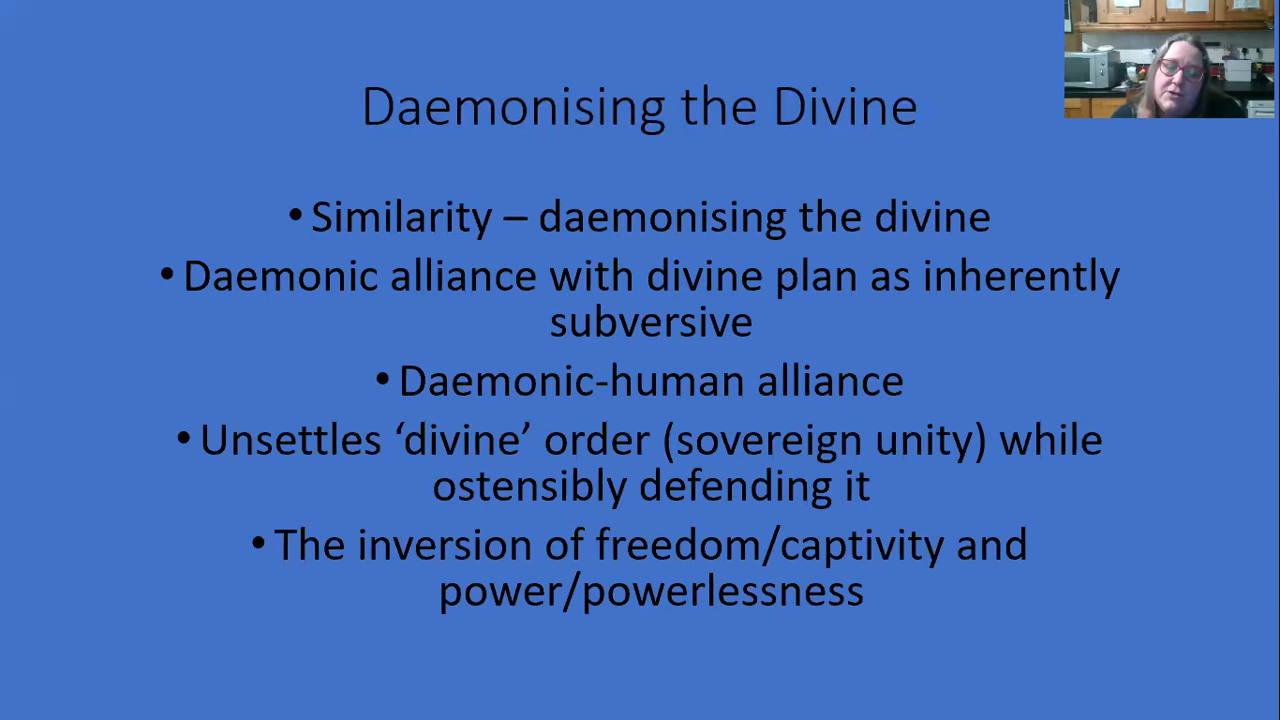 Daemonising the Divine
•Similarity – daemonising the divine
•Daemonic alliance with divine plan as inherently
subversive
•Daemonic-human alliance
•Unsettles ‘divine’ order (sovereign unity) while
ostensibly defending it
•The inversion of freedom/captivity and
power/powerlessness